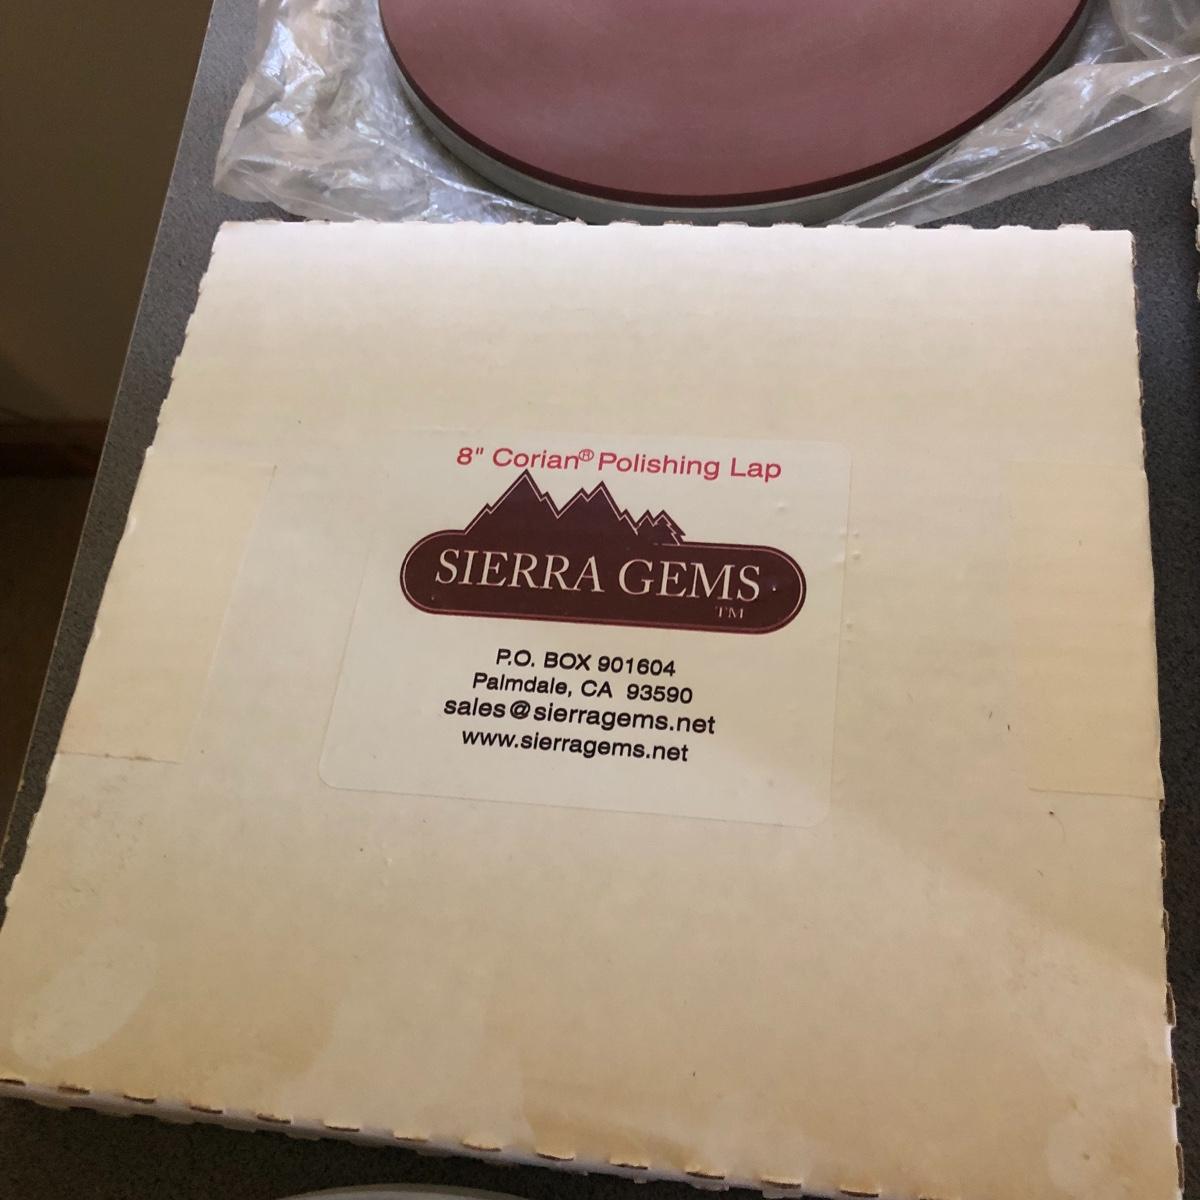 8" Corian® Polishing Lap
SIERRA GEMS
TM
P.O. BOX 901604
Palmdale, CA 93590
sales@sierragems.net
www.sierragems.net